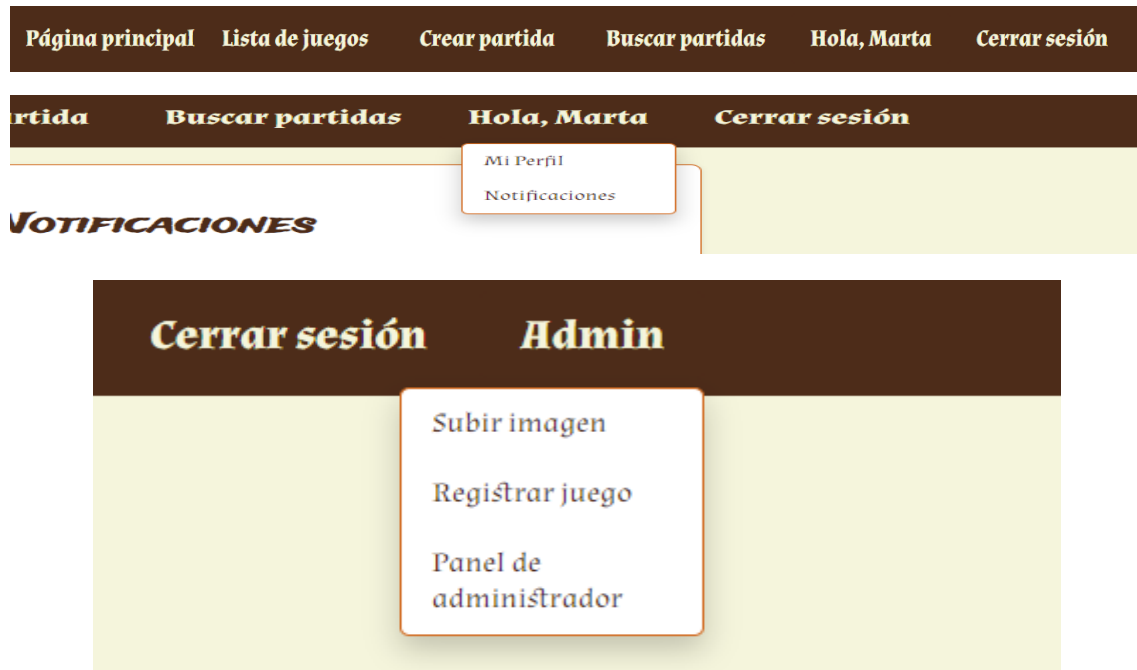 Página principal Lista de juegos Crear partida Buscar partidas Hola, Marta Cerrar sesión
rtida Buscar partidas Hola, Marta Cerrar sesión
Mi Perfil
Notificaciones
NOTIFICACIONES
Cerrar sesión Admin
Subir imagen
Registrar juego
Panel de
administrador